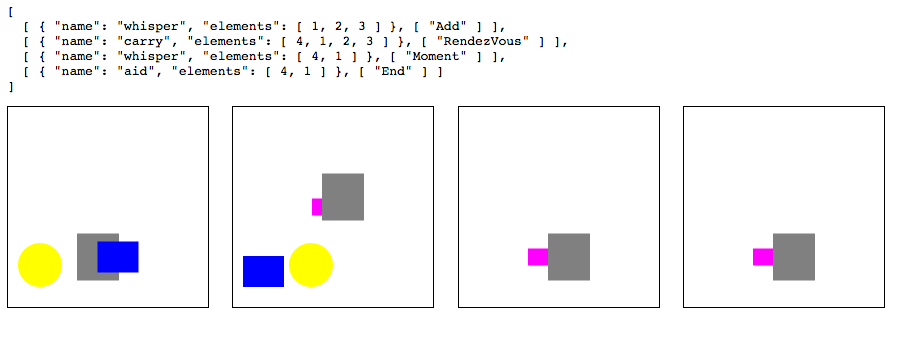 [
  [ { "name": "whisper", "elements": [ 1, 2, 3 ] }, [ "Add" ] ],
  [ { "name": "carry", "elements": [ 4, 1, 2, 3 ] }, [ "RendezVous" ] ],
  [ { "name": "whisper", "elements": [ 4, 1 ] }, [ "Moment" ] ],
  [ { "name": "aid", "elements": [ 4, 1 ] }, [ "End" ] ]
]